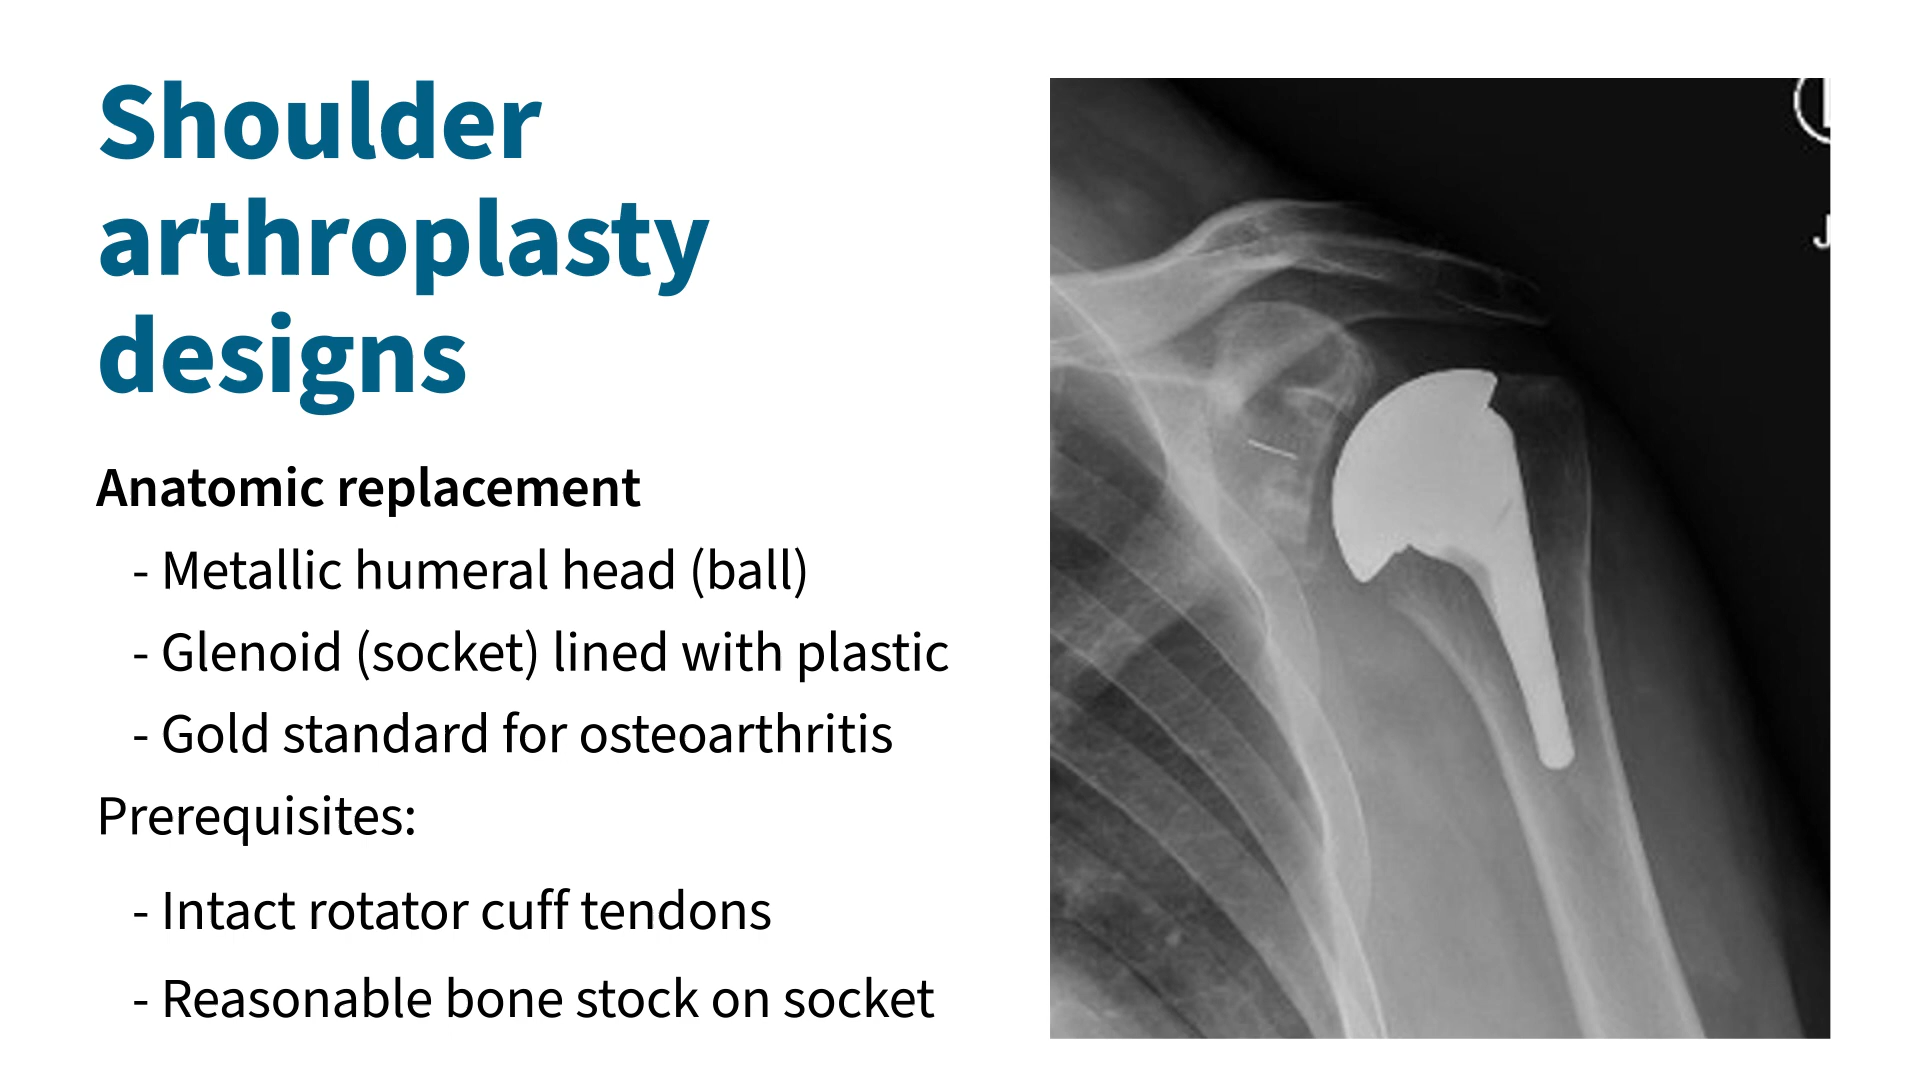 Shoulder
arthroplasty
designs
Anatomic replacement
- Metallic humeral head (ball)
- Glenoid (socket) lined with plastic
- Gold standard for osteoarthritis
Prerequisites:
- Intact rotator cuff tendons
- Reasonable bone stock on socket